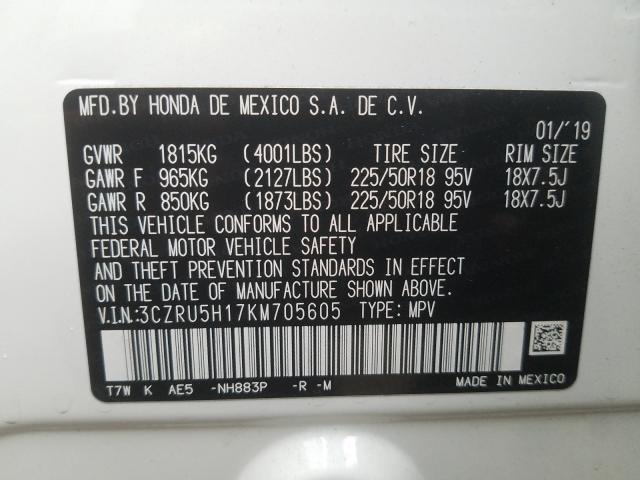 MFD.BY HONDA DE MEXICO S.A. DE C.V.
01/'19
GVWR 1815KG (4001LBS) TIRE SIZE RIM SIZE
GAWR F 965KG (2127LBS) 225/50R18 95V 18X7.5J
GAWR R 850KG (1873LBS) 225/50R18 95V 18X7.5J
THIS VEHICLE CONFORMS TO ALL APPLICABLE
FEDERAL MOTOR VEHICLE SAFETY
AND THEFT PREVENTION STANDARDS IN EFFECT
ON THE DATE OF MANUFACTURE SHOWN ABOVE.
V.I.N.:3CZRU5H17KM705605 TYPE: MPV
T7W K AE5 -NH883P -R -M
MADE IN MEXICO